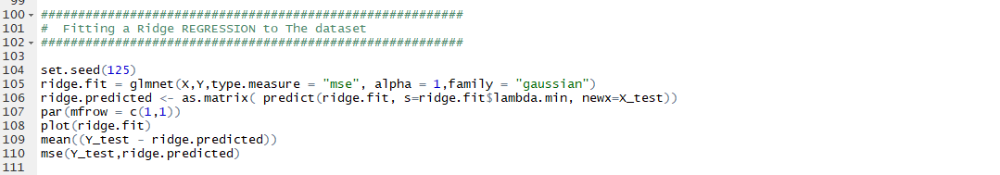 99
100 #########################################################
101 #  Fitting a Ridge REGRESSION to The dataset
102 #########################################################
103
104 set.seed(125)
105 ridge.fit = glmnet(X,Y,type.measure = "mse", alpha = 1,family = "gaussian")
106 ridge.predicted <- as.matrix( predict(ridge.fit, s=ridge.fit$lambda.min, newx=X_test))
107 par(mfrow = c(1,1))
108 plot(ridge.fit)
109 mean((Y_test - ridge.predicted))
110 mse(Y_test,ridge.predicted)
111